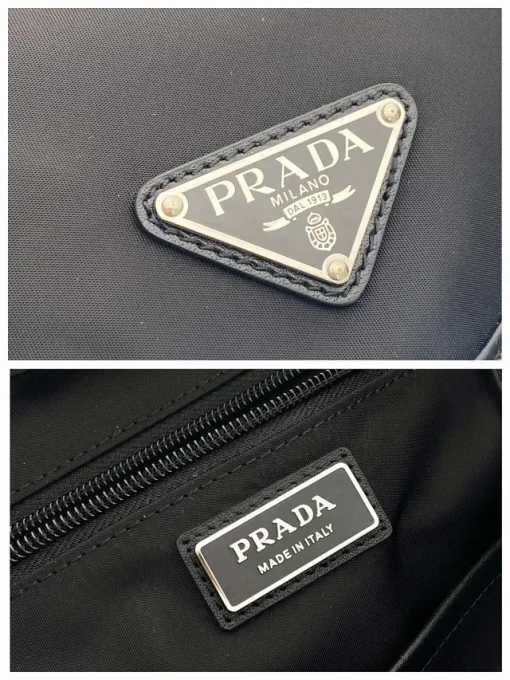 PRADA
MILANO
DAL 1913
PRADA
MADE IN ITALY